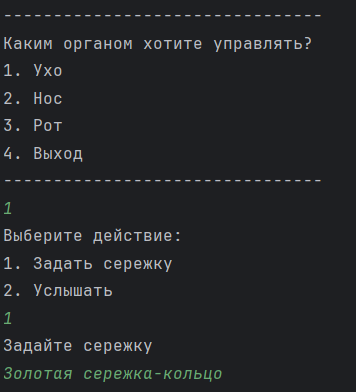 --------------------------------
Каким органом хотите управлять?
1. Ухо
2. Нос
3. Рот
4. Выход
--------------------------------
1
Выберите действие:
1. Задать сережку
2. Услышать
1
Задайте сережку
Золотая сережка-кольцо